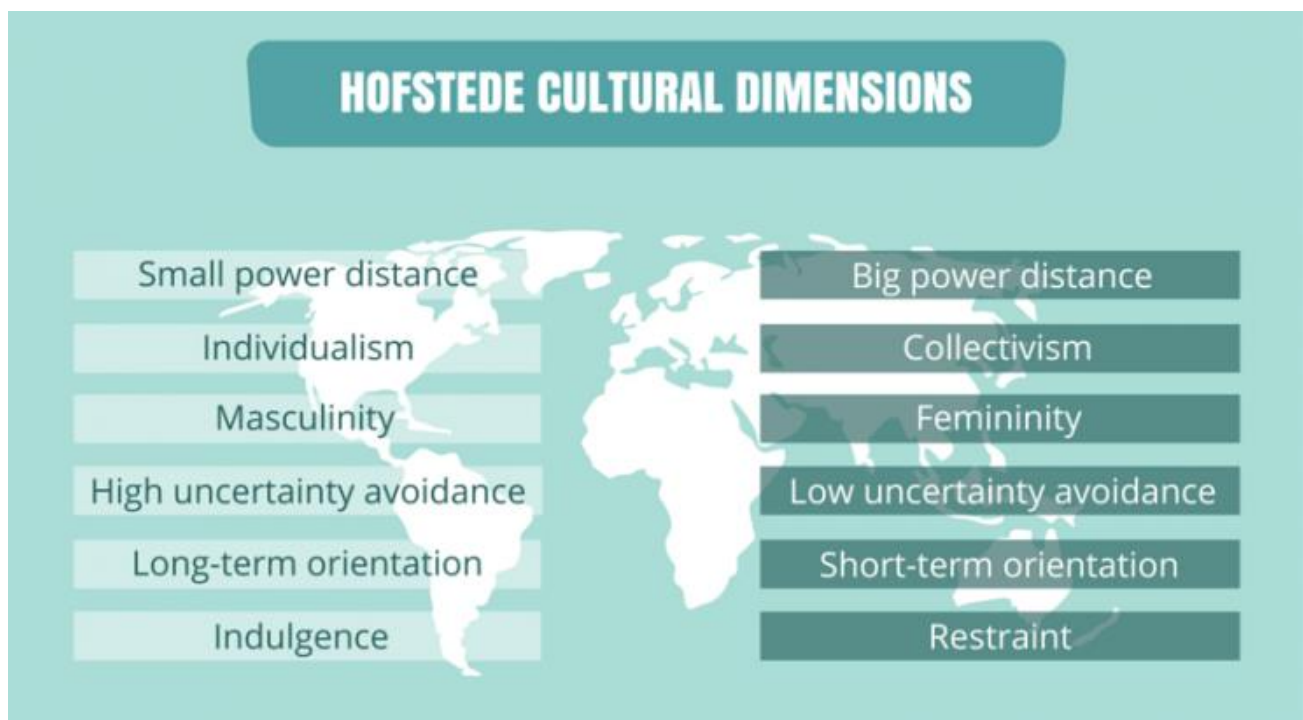 HOFSTEDE CULTURAL DIMENSIONS
Small power distance
Big power distance
Individualism
Collectivism
Masculinity
Femininity
High uncertainty avoidance
Low uncertainty avoidance
Long-term orientation
Short-term orientation
Indulgence
Restraint